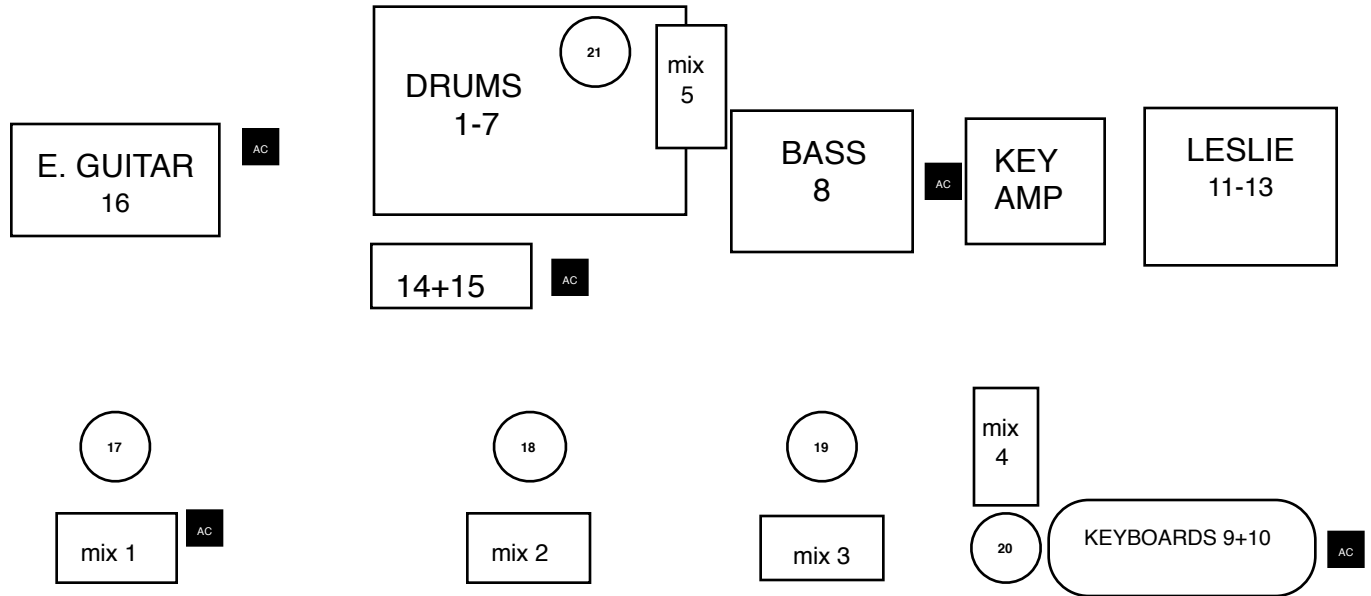 21
DRUMS
1-7
mix
5
E. GUITAR
16
AC
BASS
8
AC
KEY
AMP
LESLIE
11-13
14+15
AC
17
18
19
mix
4
mix 1
AC
mix 2
mix 3
20
KEYBOARDS 9+10
AC